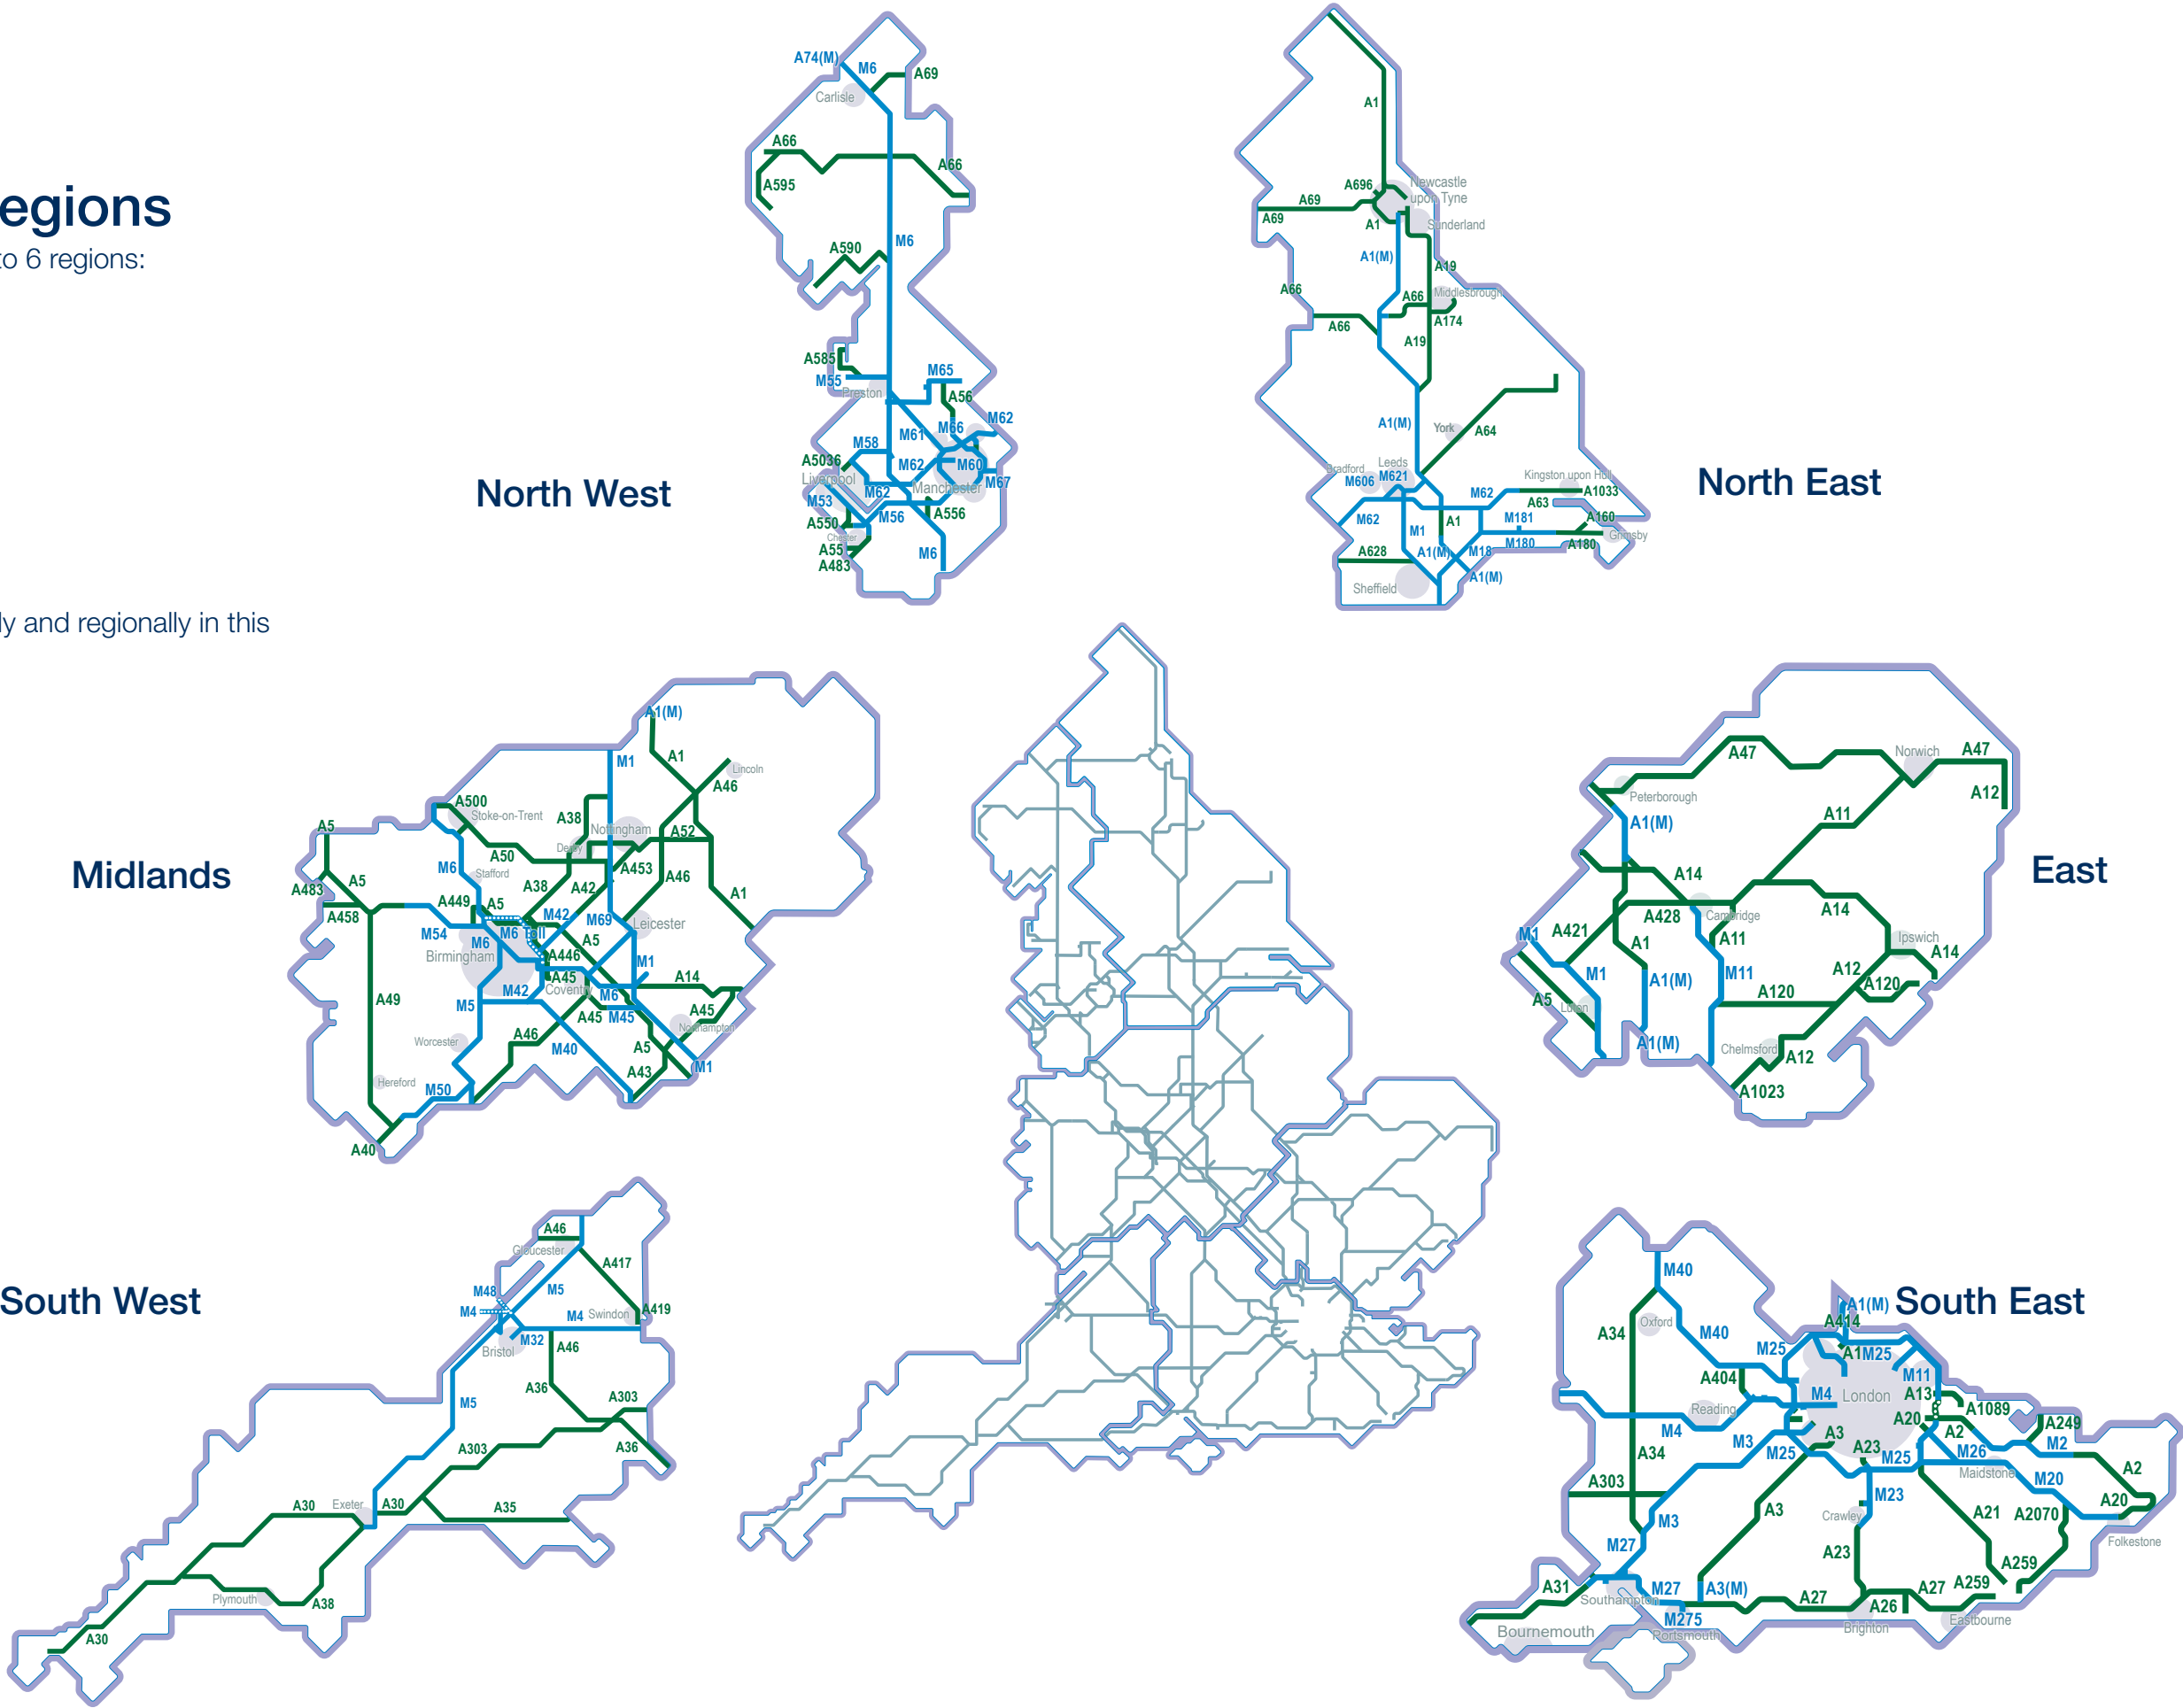 egions
to 6 regions:
ly and regionally in this
North West
A74(M)
M6
A69
Carlisle
A66
A66
A595
M6
A590
A585
M55
M65
Preston
A56
M62
M66
M61
M58
A5036
M62
M60
Liverpool
M67
M62
Manchester
M53
A556
M56
A550
Chester
A55
M6
A483
North East
A1
A696
Newcastle
upon Tyne
A69
A69
A1
Sunderland
A1(M)
A19
A66
A66
Middlesbrough
A66
A174
A19
A1(M)
York
A64
Bradford
Leeds
M621
M606
Kingston upon Hull
M62
A1033
A63
M62
M181
A160
A1
M1
Grimsby
M180
A180
A628
A1(M)
M18
A1(M)
Sheffield
Midlands
A1(M)
M1
A1
Lincoln
A46
A500
Stoke-on-Trent
A38
Nottingham
A5
A52
Derby
A50
M6
A453
Stafford
A46
A5
A38
A42
A483
A1
A449
A5
A458
M42
M69
Leicester
M54
M6 Toll
M6
A5
Birmingham
A446
M1
A45
A14
Coventry
M42
M6
A49
M5
A45
M45
A45
Northampton
A46
Worcester
M40
A5
M1
A43
Hereford
M50
A40
East
A47
Norwich
A47
Peterborough
A12
A1(M)
A11
A14
A428
Cambridge
A14
A421
M1
A1
A11
Ipswich
A14
M1
A1(M)
M11
A12
A120
A120
A5
Luton
A1(M)
Chelmsford
A12
A1023
South West
A46
Gloucester
A417
M48
M5
M4
M4
Swindon
A419
M32
A46
Bristol
A36
A303
M5
A303
A36
A30
Exeter
A30
A35
Plymouth
A38
A30
South East
M40
A1(M)
A414
Oxford
A34
M40
M25
A1
M25
A404
M11
M4
London
A13
Reading
A1089
A20
A249
M4
A3
A2
M3
M25
A23
M26
M2
A34
M25
Maidstone
A2
A303
M20
M23
A20
M3
A3
Crawley
A21
A2070
M27
A23
Folkestone
A259
A31
M27
A3(M)
A27
A27
A259
Southampton
A26
M275
Eastbourne
Bournemouth
Portsmouth
Brighton